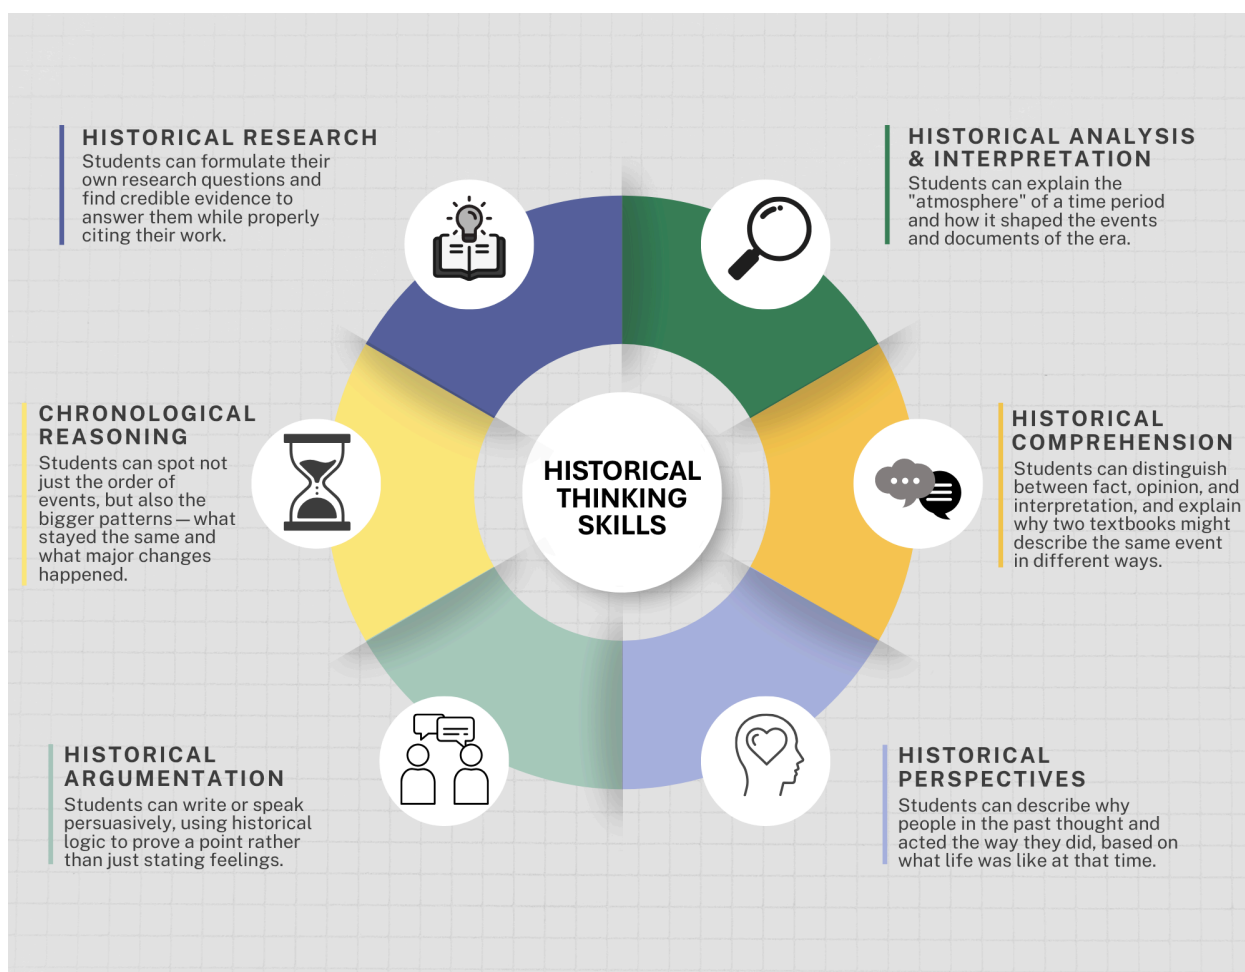 HISTORICAL RESEARCH
Students can formulate their
own research questions and
find credible evidence to
answer them while properly
citing their work.
HISTORICAL ANALYSIS
& INTERPRETATION
Students can explain the
"atmosphere" of a time period
and how it shaped the events
and documents of the era.
CHRONOLOGICAL
REASONING
Students can spot not
just the order of
events, but also the
bigger patterns—what
stayed the same and
what major changes
happened.
HISTORICAL
THINKING
SKILLS
HISTORICAL
COMPREHENSION
Students can distinguish
between fact, opinion, and
interpretation, and explain
why two textbooks might
describe the same event
in different ways.
HISTORICAL
ARGUMENTATION
Students can write or speak
persuasively, using historical
logic to prove a point rather
than just stating feelings.
HISTORICAL
PERSPECTIVES
Students can describe why
people in the past thought and
acted the way they did, based on
what life was like at that time.